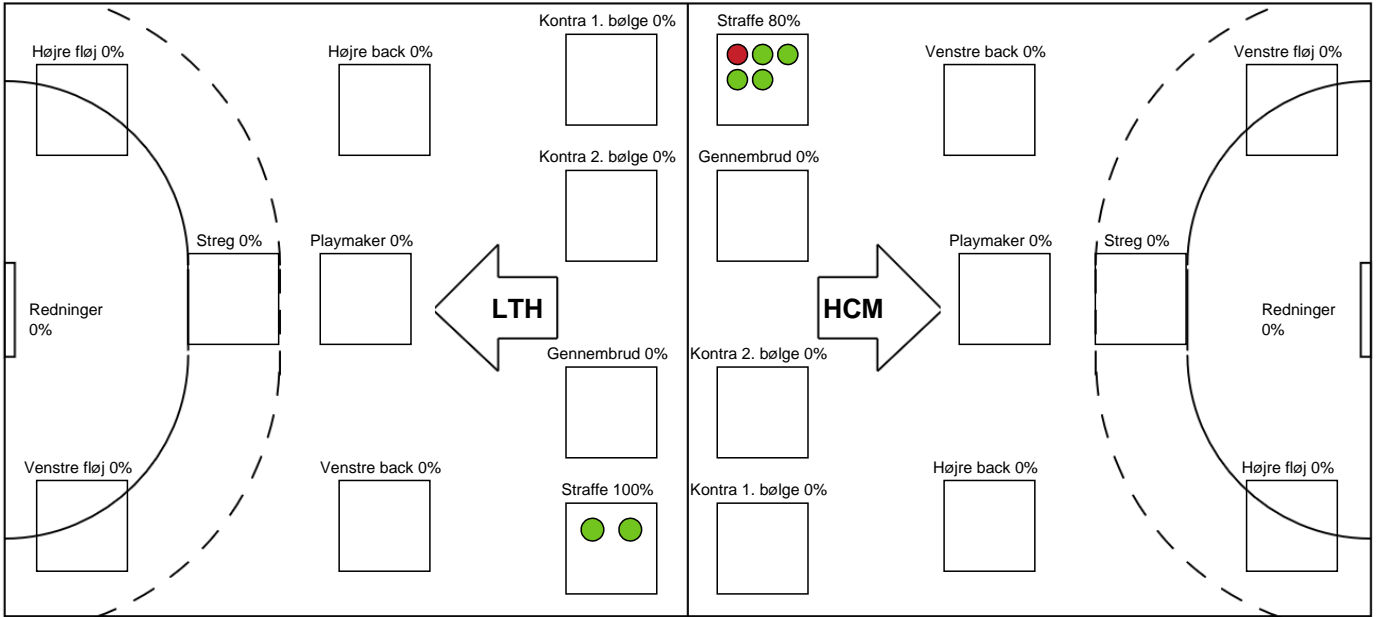 Kontra 1. bølge 0%
Straffe 80%
Højre fløj 0%
Højre back 0%
Venstre back 0%
Venstre fløj 0%
Kontra 2. bølge 0%
Gennembrud 0%
Streg 0%
Playmaker 0%
Playmaker 0%
Streg 0%
Redninger
0%
LTH
HCM
Redninger
0%
Gennembrud 0%
Kontra 2. bølge 0%
Venstre fløj 0%
Venstre back 0%
Højre back 0%
Højre fløj 0%
Straffe 100%
Kontra 1. bølge 0%